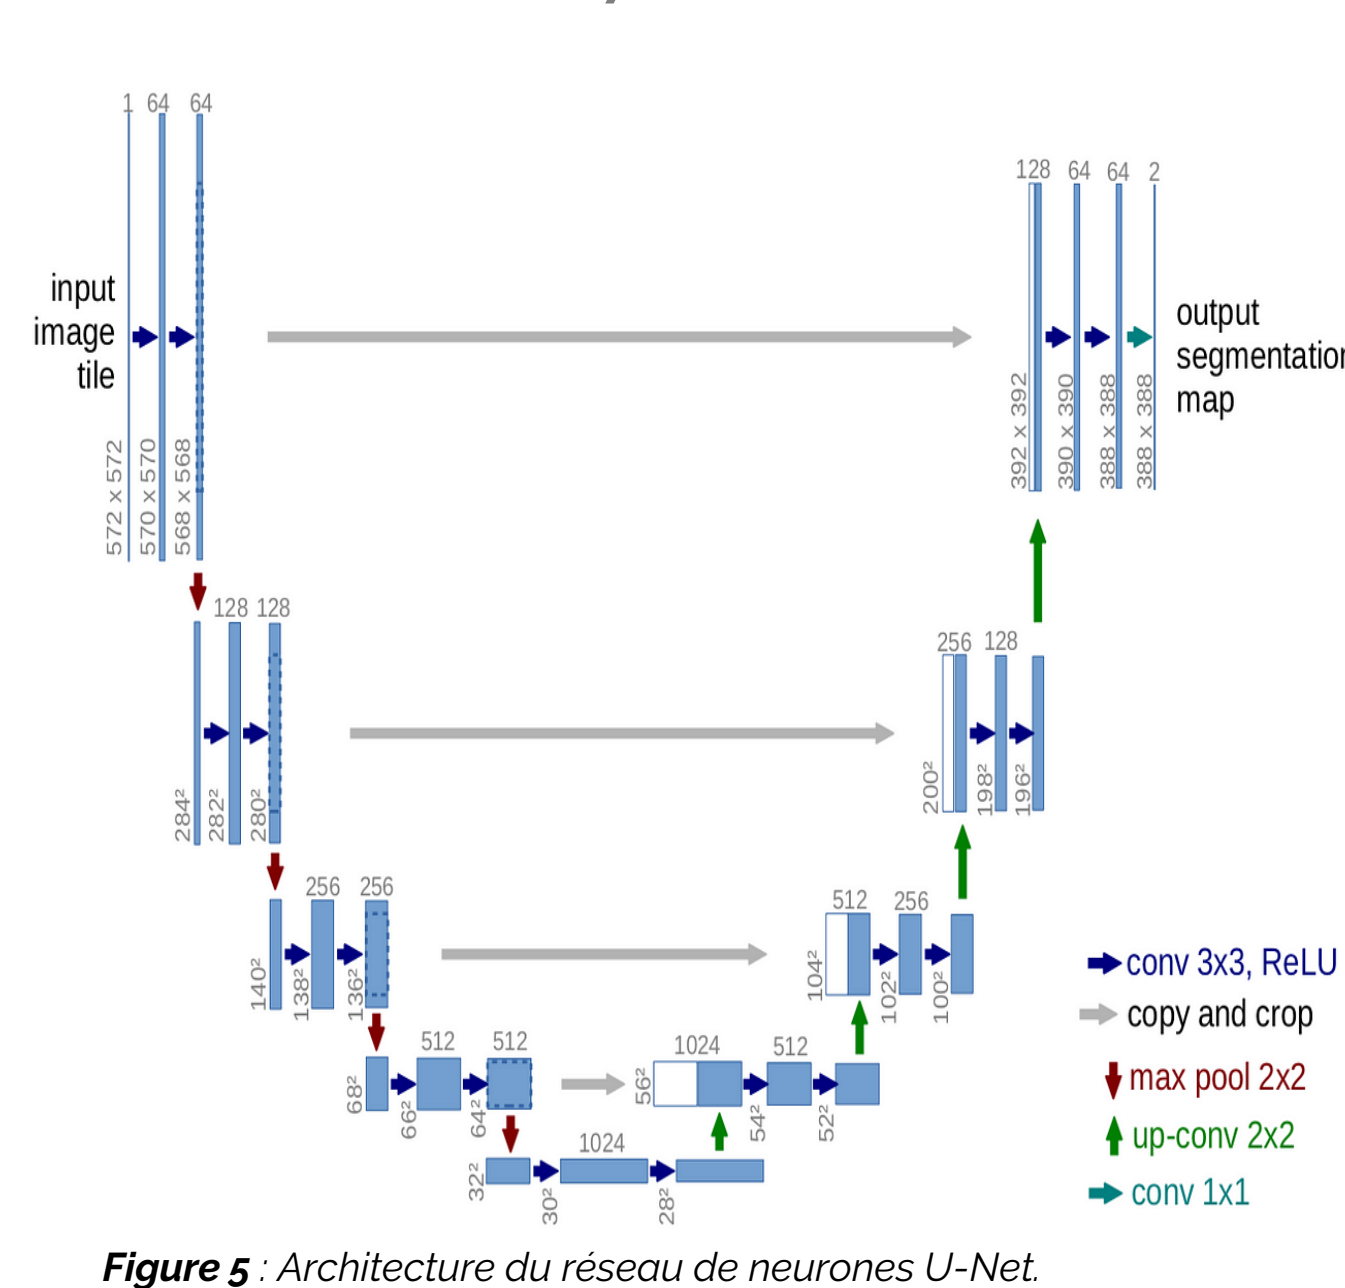 1 64 64
input
image
tile
572 x 572
570 x 570
568 x 568
128 64 64 2
output
segmentation
map
392 x 392
390 x 390
388 x 388
388 x 388
128 128
284²
282²
280²
256 128
200²
198²
196²
256 256
140²
138²
136²
512 256
104²
102²
100²
512 512
68²
66²
64²
1024 512
56²
54²
52²
1024
32²
30²
28²
conv 3x3, ReLU
copy and crop
max pool 2x2
up-conv 2x2
conv 1x1
Figure 5 : Architecture du réseau de neurones U-Net.